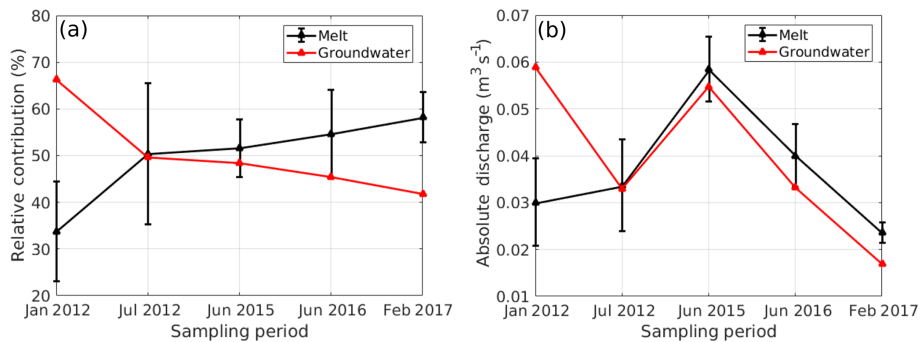 (a)
Melt
Groundwater
Relative contribution (%)
80
70
60
50
40
30
20
Jan 2012 Jul 2012 Jun 2015 Jun 2016 Feb 2017
Sampling period
(b)
Melt
Groundwater
Absolute discharge (m³ s⁻¹)
0.07
0.06
0.05
0.04
0.03
0.02
0.01
Jan 2012 Jul 2012 Jun 2015 Jun 2016 Feb 2017
Sampling period